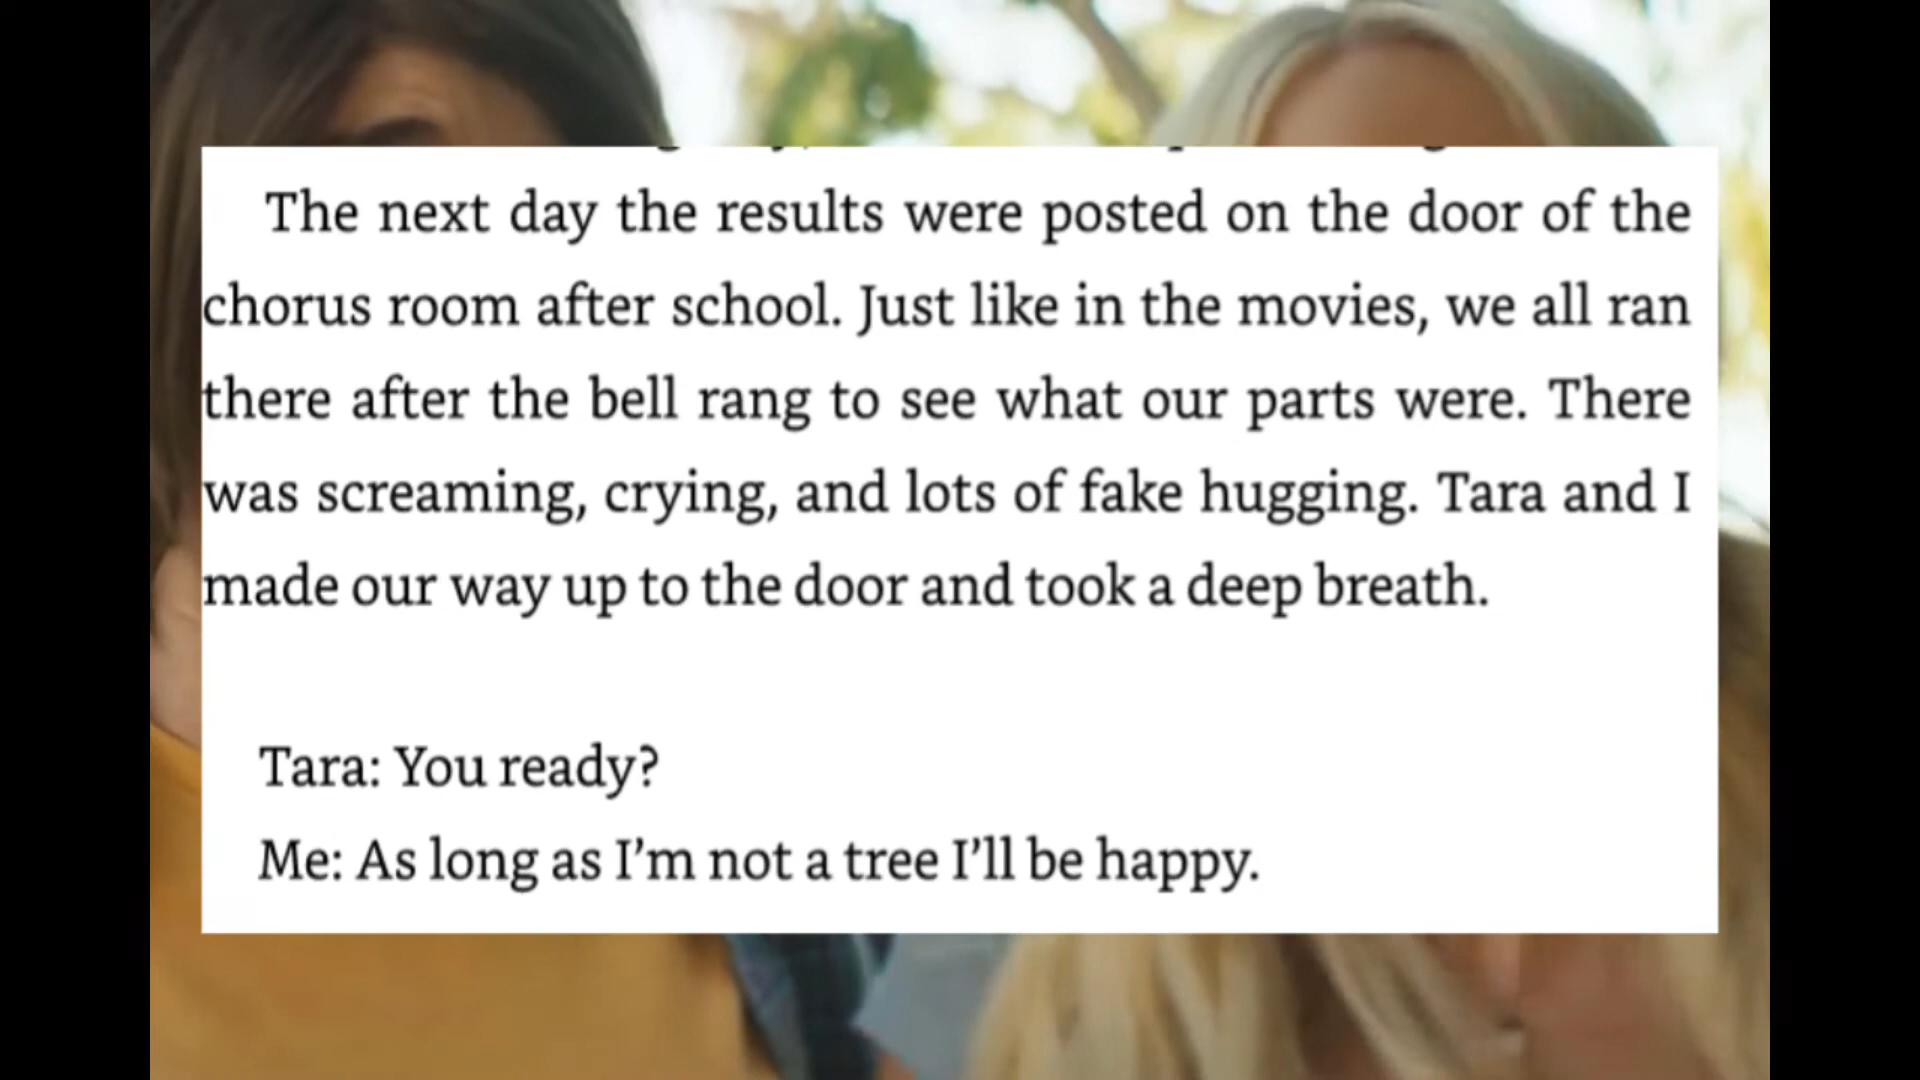 The next day the results were posted on the door of the
chorus room after school. Just like in the movies, we all ran
there after the bell rang to see what our parts were. There
was screaming, crying, and lots of fake hugging. Tara and I
made our way up to the door and took a deep breath.
Tara: You ready?
Me: As long as I’m not a tree I’ll be happy.